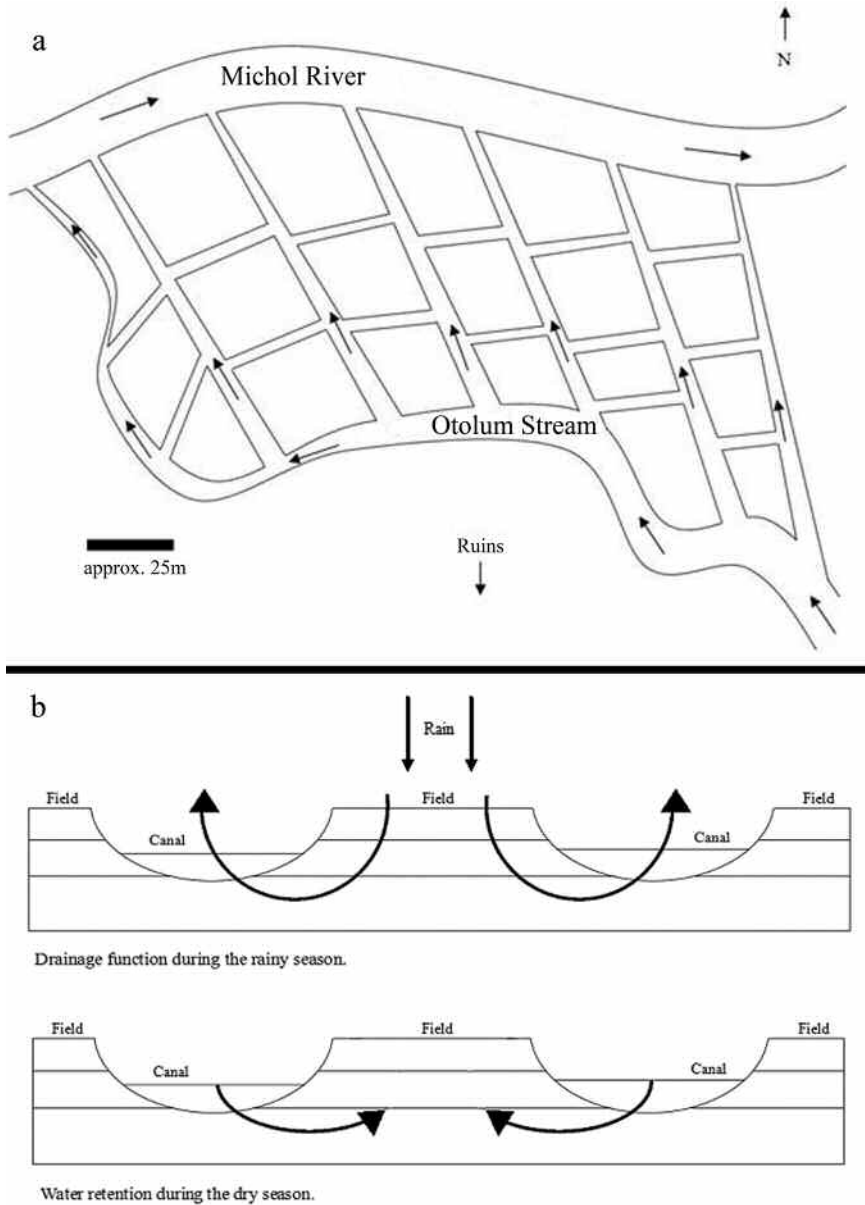 a
N
Michol River
Otolum Stream
Ruins
approx. 25m
b
Rain
Field
Field
Field
Canal
Canal
Drainage function during the rainy season.
Field
Field
Field
Canal
Canal
Water retention during the dry season.